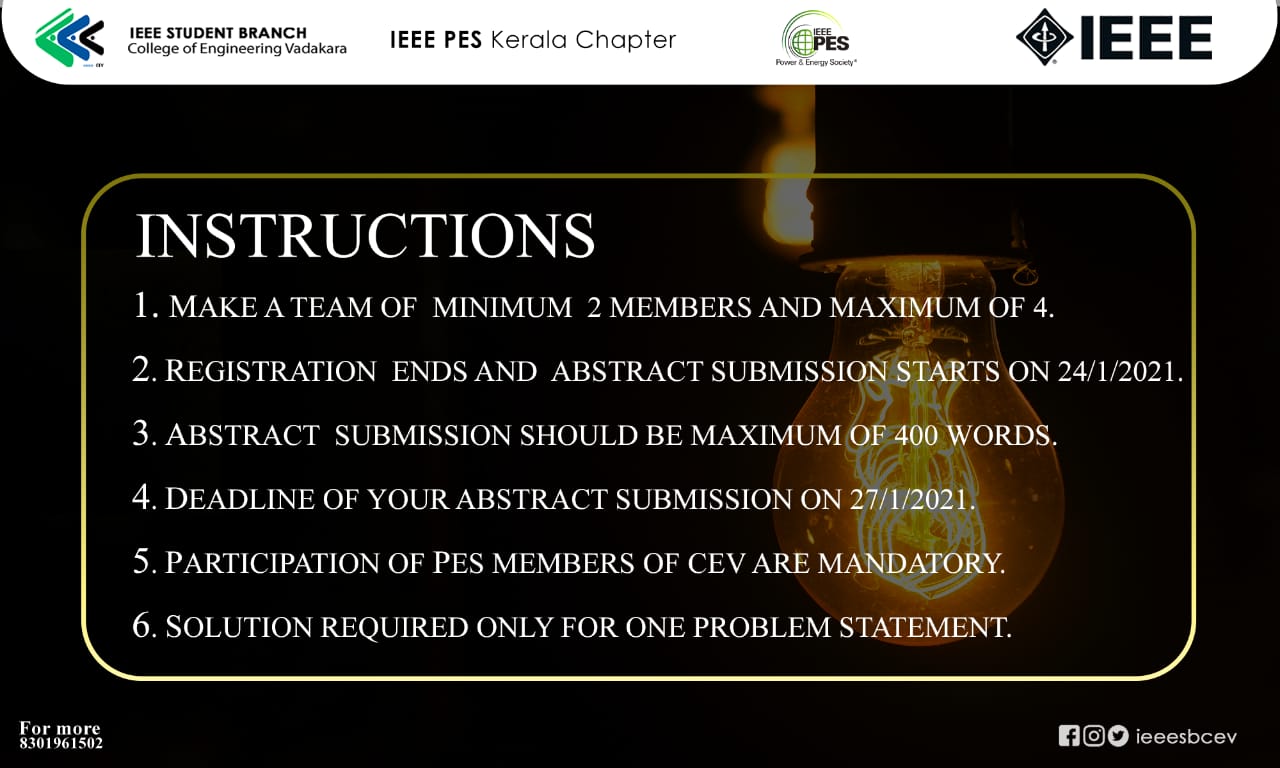 IEEE STUDENT BRANCH
College of Engineering Vadakara
IEEE PES Kerala Chapter
IEEE
PES
Power & Energy Society®
IEEE
CEV
INSTRUCTIONS
1. MAKE A TEAM OF MINIMUM 2 MEMBERS AND MAXIMUM OF 4.
2. REGISTRATION ENDS AND ABSTRACT SUBMISSION STARTS ON 24/1/2021.
3. ABSTRACT SUBMISSION SHOULD BE MAXIMUM OF 400 WORDS.
4. DEADLINE OF YOUR ABSTRACT SUBMISSION ON 27/1/2021.
5. PARTICIPATION OF PES MEMBERS OF CEV ARE MANDATORY.
6. SOLUTION REQUIRED ONLY FOR ONE PROBLEM STATEMENT.
For more
8301961502
ieeesbcev